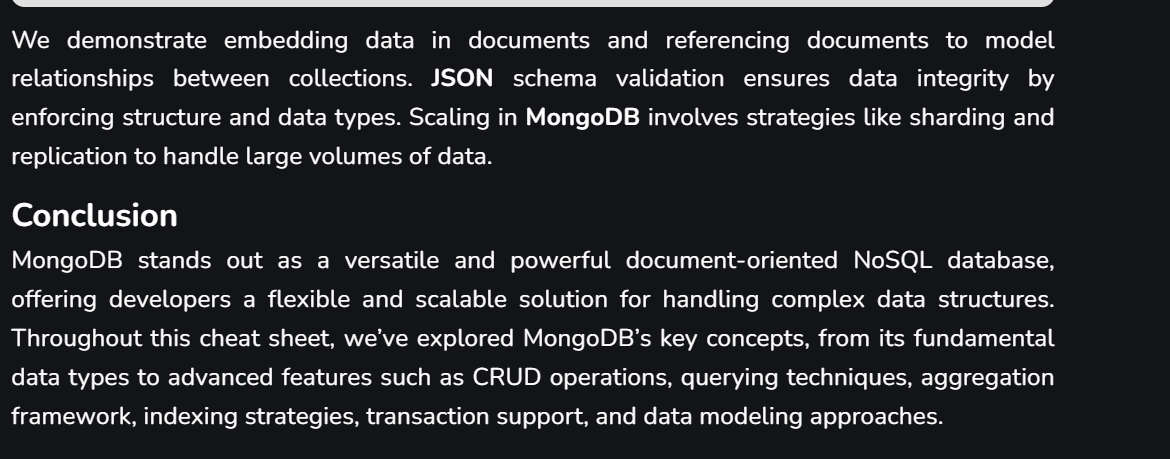 We demonstrate embedding data in documents and referencing documents to model
relationships between collections. JSON schema validation ensures data integrity by
enforcing structure and data types. Scaling in MongoDB involves strategies like sharding and
replication to handle large volumes of data.
Conclusion
MongoDB stands out as a versatile and powerful document-oriented NoSQL database,
offering developers a flexible and scalable solution for handling complex data structures.
Throughout this cheat sheet, we’ve explored MongoDB’s key concepts, from its fundamental
data types to advanced features such as CRUD operations, querying techniques, aggregation
framework, indexing strategies, transaction support, and data modeling approaches.